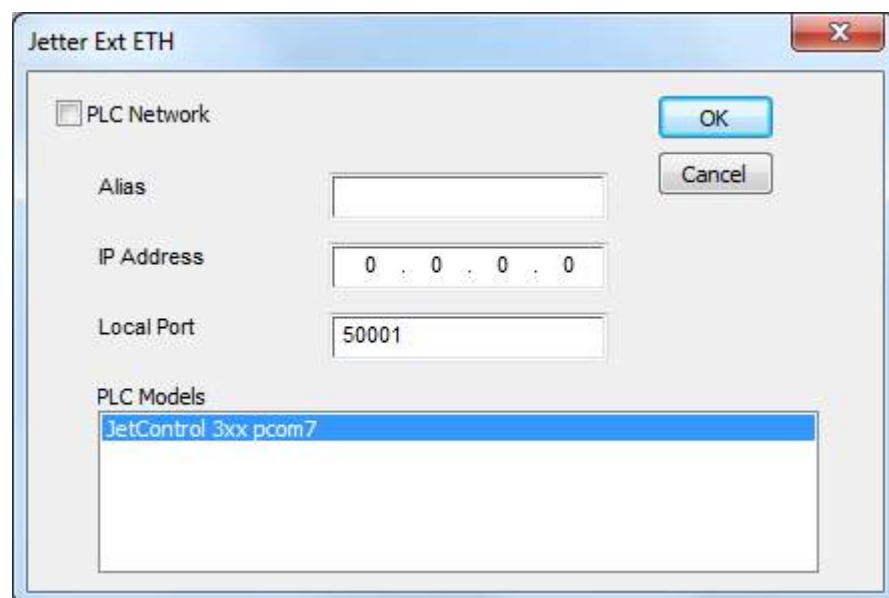 Jetter Ext ETH
PLC Network
OK
Cancel
Alias
IP Address
0 . 0 . 0 . 0
Local Port
50001
PLC Models
JetControl 3xx pcom7